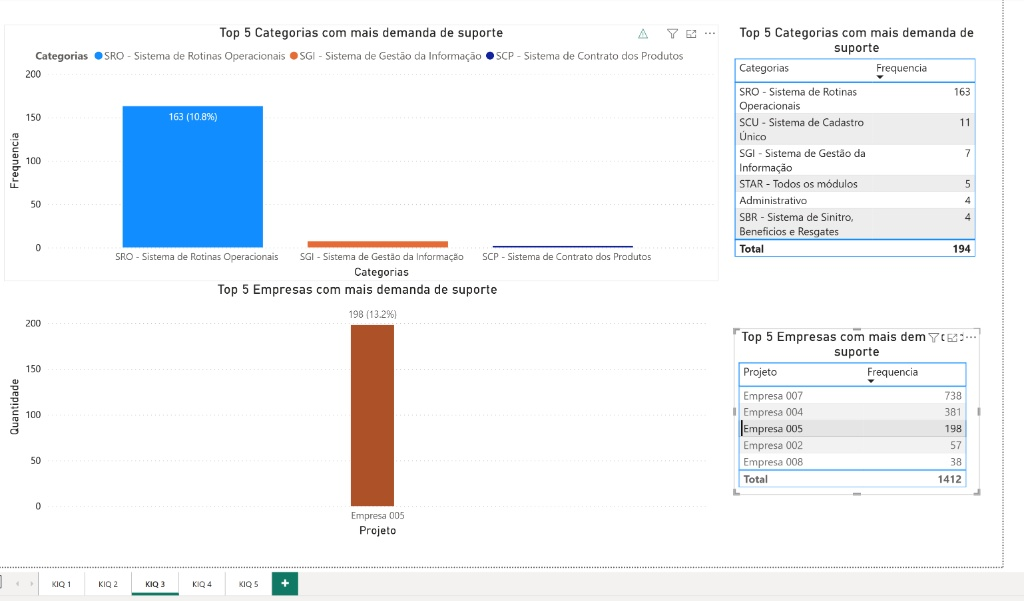 Top 5 Categorias com mais demanda de suporte
Categorias SRO - Sistema de Rotinas Operacionais SGI - Sistema de Gestão da Informação SCP - Sistema de Contrato dos Produtos
Frequencia
200
150
100
50
0
163 (10.8%)
SRO - Sistema de Rotinas Operacionais SGI - Sistema de Gestão da Informação SCP - Sistema de Contrato dos Produtos
Categorias
Top 5 Categorias com mais demanda de
suporte
Categorias Frequencia
SRO - Sistema de Rotinas 163
Operacionais
SCU - Sistema de Cadastro 11
Único
SGI - Sistema de Gestão da 7
Informação
STAR - Todos os módulos 5
Administrativo 4
SBR - Sistema de Sinitro, 4
Benefícios e Resgates
Total 194
Top 5 Empresas com mais demanda de suporte
Quantidade
200
150
100
50
0
198 (13.2%)
Empresa 005
Projeto
Top 5 Empresas com mais dem
suporte
Projeto Frequencia
Empresa 007 738
Empresa 004 381
Empresa 005 198
Empresa 002 57
Empresa 008 38
Total 1412
KIQ 1 KIQ 2 KIQ 3 KIQ 4 KIQ 5 +